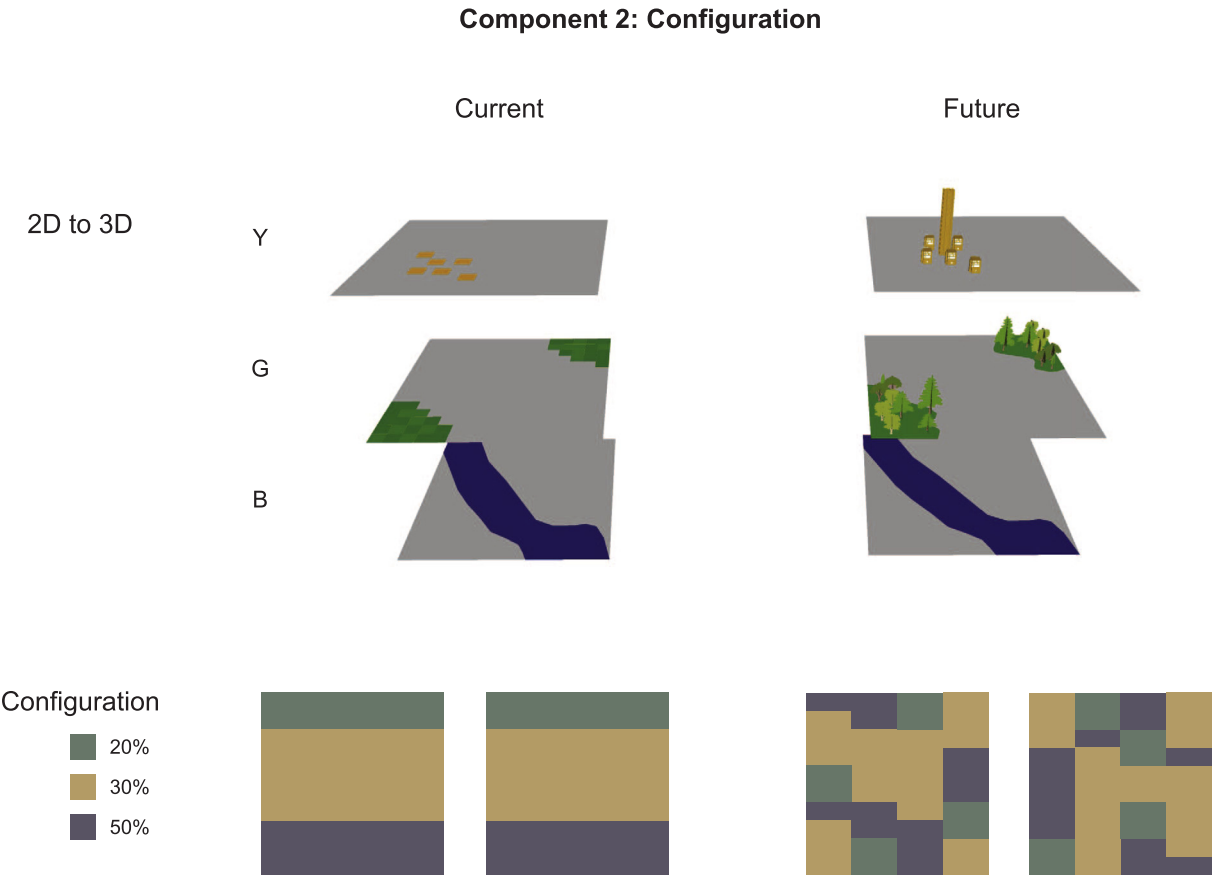 Component 2: Configuration
Current
Future
2D to 3D
Y
G
B
Configuration
20%
30%
50%